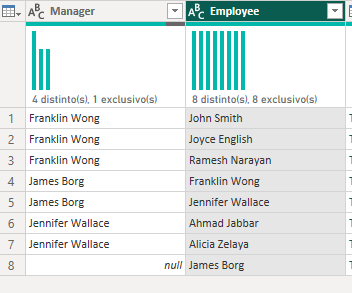 ABC Manager ABC Employee
4 distinto(s), 1 exclusivo(s) 8 distinto(s), 8 exclusivo(s)
1 Franklin Wong John Smith
2 Franklin Wong Joyce English
3 Franklin Wong Ramesh Narayan
4 James Borg Franklin Wong
5 James Borg Jennifer Wallace
6 Jennifer Wallace Ahmad Jabbar
7 Jennifer Wallace Alicia Zelaya
8 null James Borg